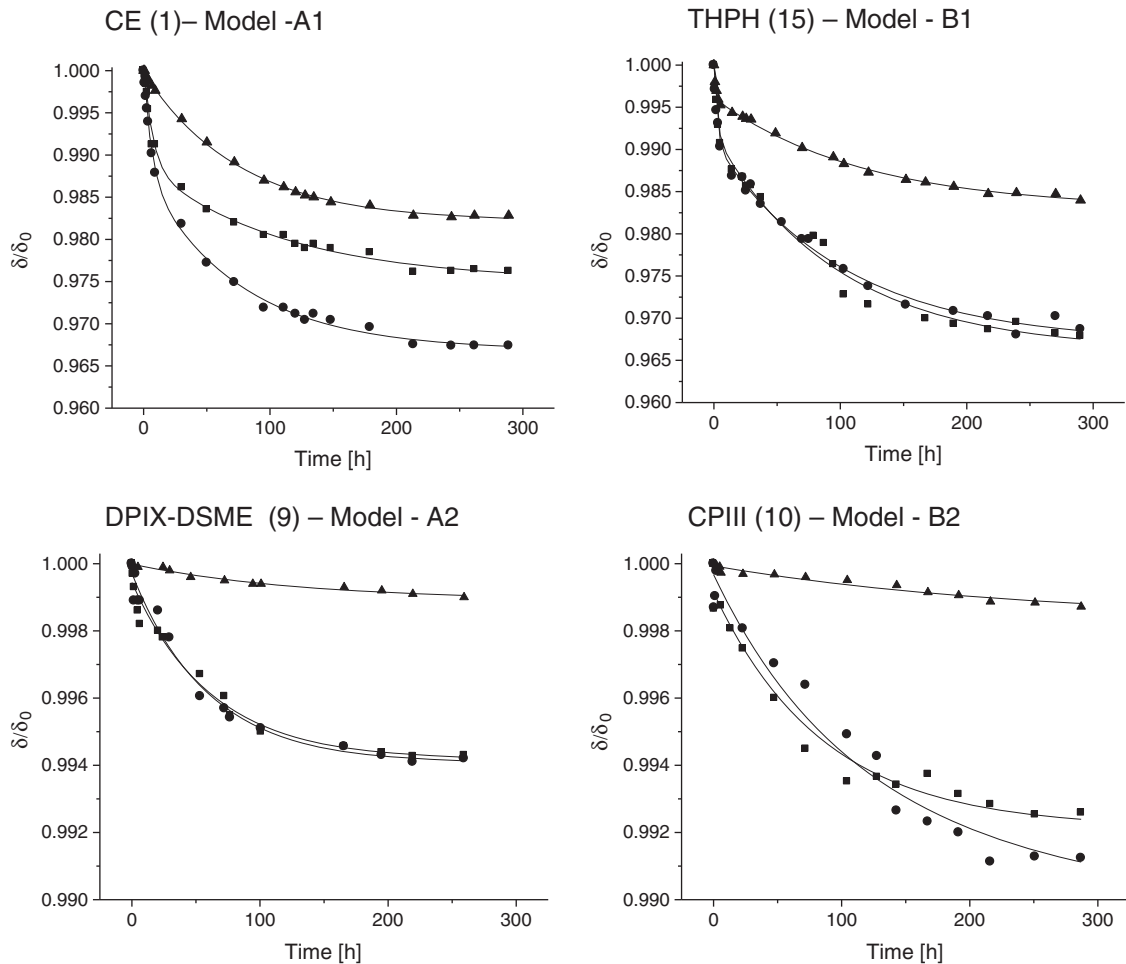 CE (1)– Model -A1
1.000
0.995
0.990
0.985
0.980
0.975
0.970
0.965
0.960
δ/δ0
0 100 200 300
Time [h]
THPH (15) – Model - B1
1.000
0.995
0.990
0.985
0.980
0.975
0.970
0.965
0.960
δ/δ0
0 100 200 300
Time [h]
DPIX-DSME (9) – Model - A2
1.000
0.998
0.996
0.994
0.992
0.990
δ/δ0
0 100 200 300
Time [h]
CPIII (10) – Model - B2
1.000
0.998
0.996
0.994
0.992
0.990
δ/δ0
0 100 200 300
Time [h]